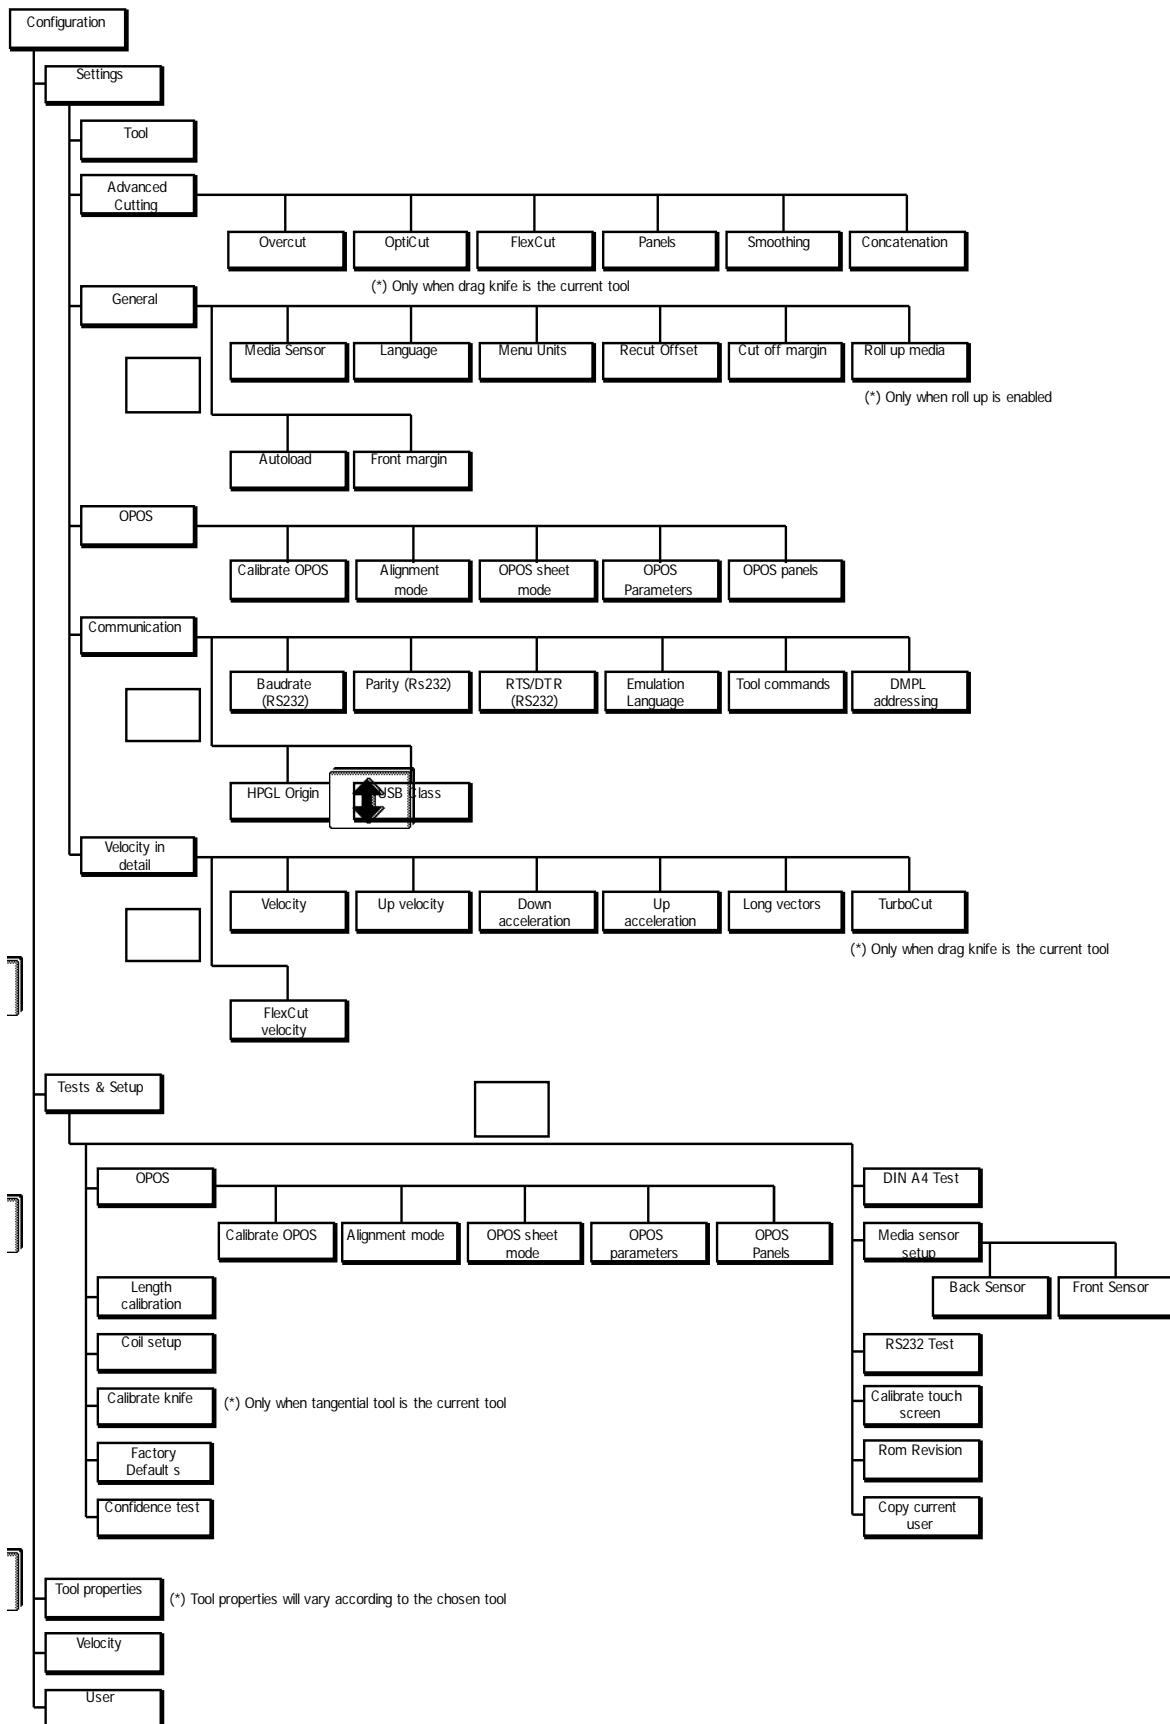 Configuration
Settings
Tool
Advanced
Cutting
Overcut
OptiCut
FlexCut
Panels
Smoothing
Concatenation
(*) Only when drag knife is the current tool
General
Media Sensor
Language
Menu Units
Recut Offset
Cut off margin
Roll up media
(*) Only when roll up is enabled
Autoload
Front margin
OPOS
Calibrate OPOS
Alignment
mode
OPOS sheet
mode
OPOS
Parameters
OPOS panels
Communication
Baudrate
(RS232)
Parity (Rs232)
RTS/DTR
(RS232)
Emulation
Language
Tool commands
DMPL
addressing
HPGL Origin
USB Class
Velocity in
detail
Velocity
Up velocity
Down
acceleration
Up
acceleration
Long vectors
TurboCut
(*) Only when drag knife is the current tool
FlexCut
velocity
Tests & Setup
OPOS
Calibrate OPOS
Alignment mode
OPOS sheet
mode
OPOS
parameters
OPOS
Panels
Length
calibration
Coil setup
Calibrate knife
(*) Only when tangential tool is the current tool
Factory
Default s
Confidence test
DIN A4 Test
Media sensor
setup
Back Sensor
Front Sensor
RS232 Test
Calibrate touch
screen
Rom Revision
Copy current
user
Tool properties
(*) Tool properties will vary according to the chosen tool
Velocity
User